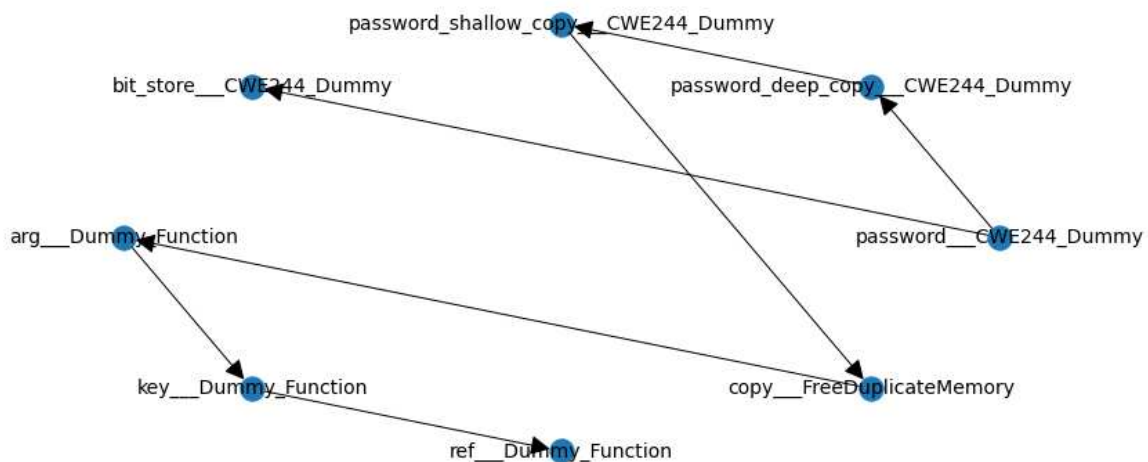 password_shallow_copy___CWE244_Dummy
bit_store___CWE244_Dummy
password_deep_copy___CWE244_Dummy
arg___Dummy_Function
password___CWE244_Dummy
key___Dummy_Function
copy___FreeDuplicateMemory
ref___Dummy_Function